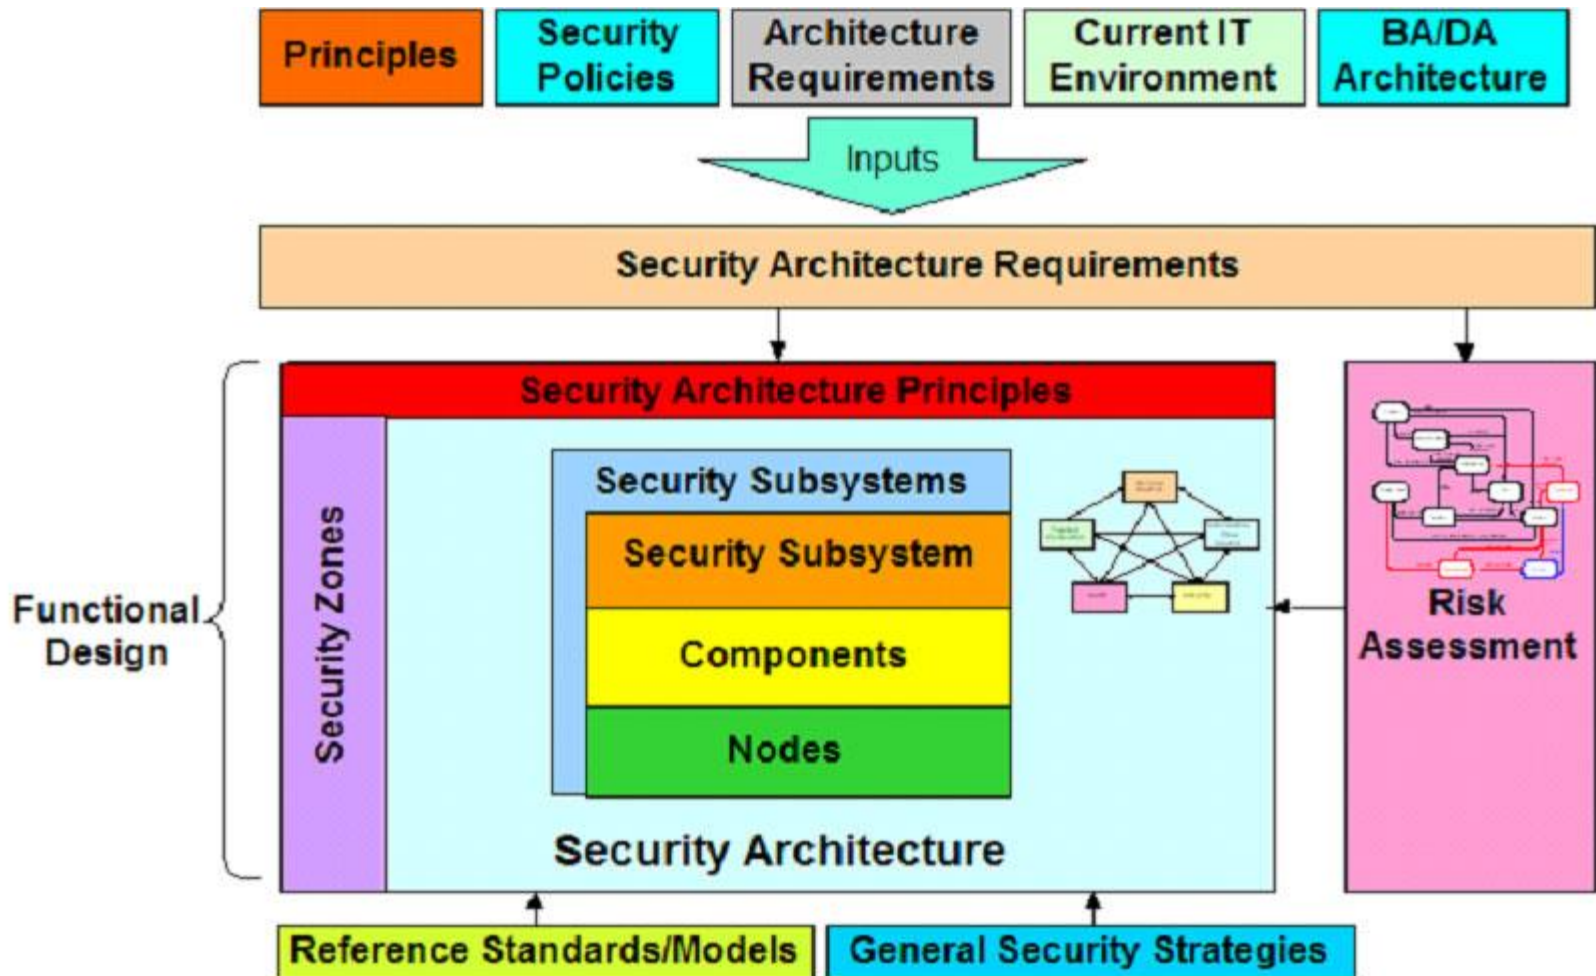 Principles
Security
Policies
Architecture
Requirements
Current IT
Environment
BA/DA
Architecture
Inputs
Security Architecture Requirements
Security Architecture Principles
Functional
Design
Security Zones
Security Subsystems
Security Subsystem
Components
Nodes
Security Architecture
Risk
Assessment
Reference Standards/Models
General Security Strategies